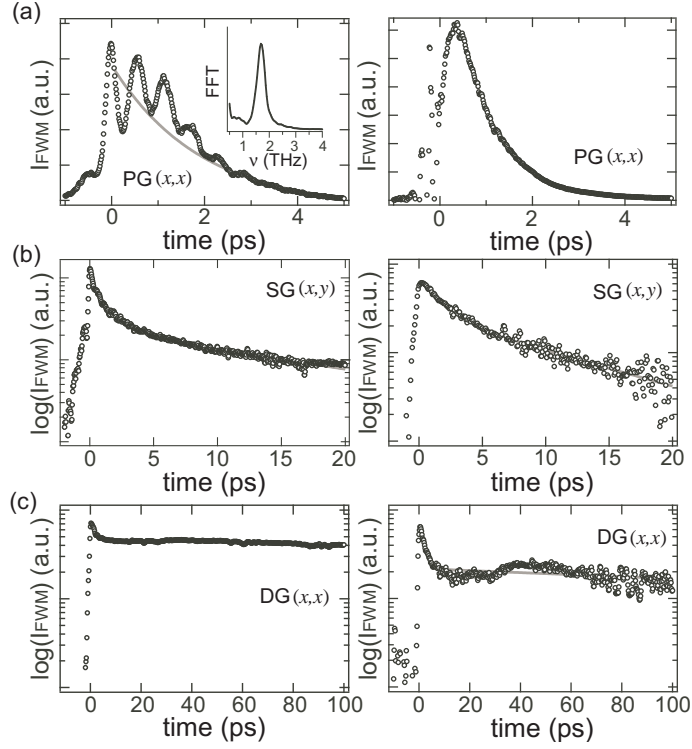 (a)
IFWM (a.u.)
FFT
0 1 2 3 4
ν (THz)
PG (x,x)
0 2 4
time (ps)
IFWM (a.u.)
PG (x,x)
0 2 4
time (ps)
(b)
log(IFWM) (a.u.)
SG (x,y)
0 5 10 15 20
time (ps)
log(IFWM) (a.u.)
SG (x,y)
0 5 10 15 20
time (ps)
(c)
log(IFWM) (a.u.)
DG (x,x)
0 20 40 60 80 100
time (ps)
log(IFWM) (a.u.)
DG (x,x)
0 20 40 60 80 100
time (ps)